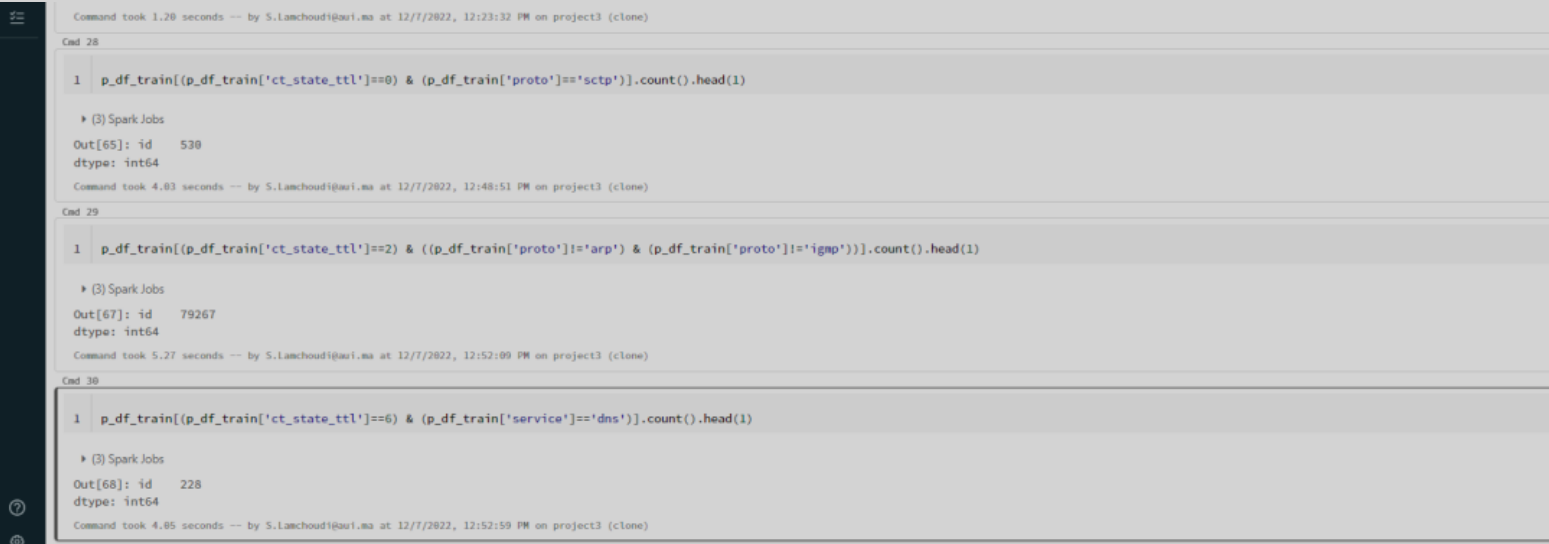 Command took 1.20 seconds -- by S.Lamchoudi@aui.ma at 12/7/2022, 12:23:32 PM on project3 (clone)
Cmd 28
1 p_df_train[(p_df_train['ct_state_ttl']==0) & (p_df_train['proto']=='sctp')].count().head(1)
(3) Spark Jobs
Out[65]: id    530
dtype: int64
Command took 4.03 seconds -- by S.Lamchoudi@aui.ma at 12/7/2022, 12:48:51 PM on project3 (clone)
Cmd 29
1 p_df_train[(p_df_train['ct_state_ttl']==2) & ((p_df_train['proto']!='arp') & (p_df_train['proto']!='igmp'))].count().head(1)
(3) Spark Jobs
Out[67]: id    79267
dtype: int64
Command took 5.27 seconds -- by S.Lamchoudi@aui.ma at 12/7/2022, 12:52:09 PM on project3 (clone)
Cmd 30
1 p_df_train[(p_df_train['ct_state_ttl']==6) & (p_df_train['service']=='dns')].count().head(1)
(3) Spark Jobs
Out[68]: id    228
dtype: int64
Command took 4.05 seconds -- by S.Lamchoudi@aui.ma at 12/7/2022, 12:52:59 PM on project3 (clone)